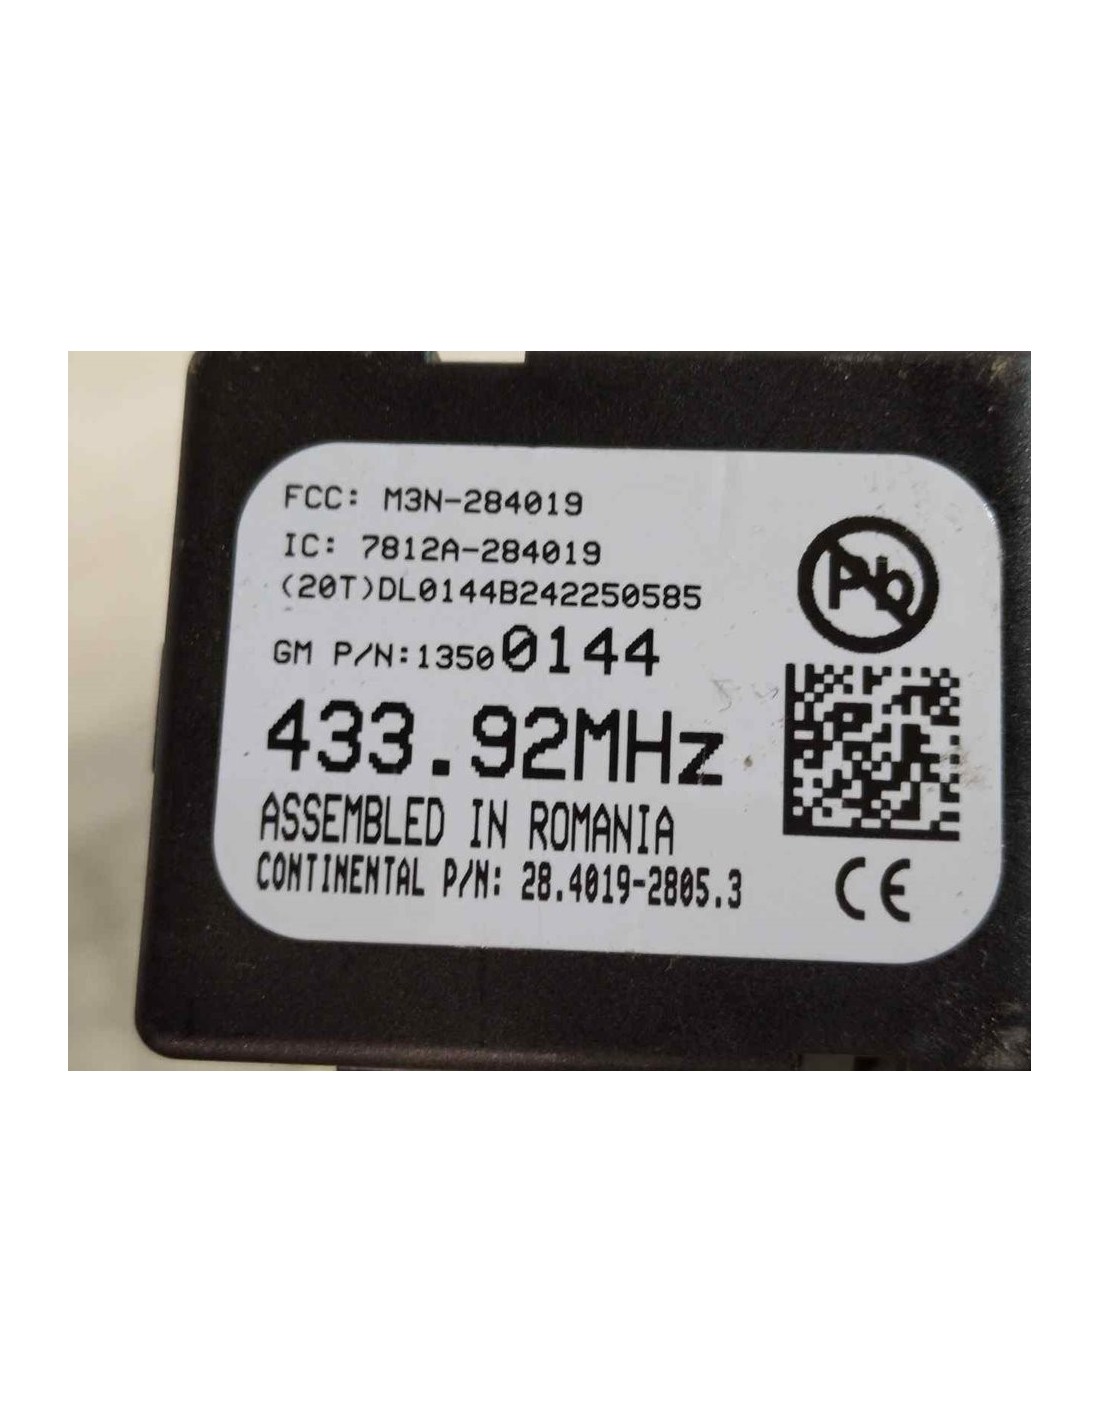 FCC: M3N-284019
IC: 7812A-284019
(20T)DL0144B242250585
GM P/N:13500144
433.92MHz
ASSEMBLED IN ROMANIA
CONTINENTAL P/N: 28.4019-2805.3
Pb
CE